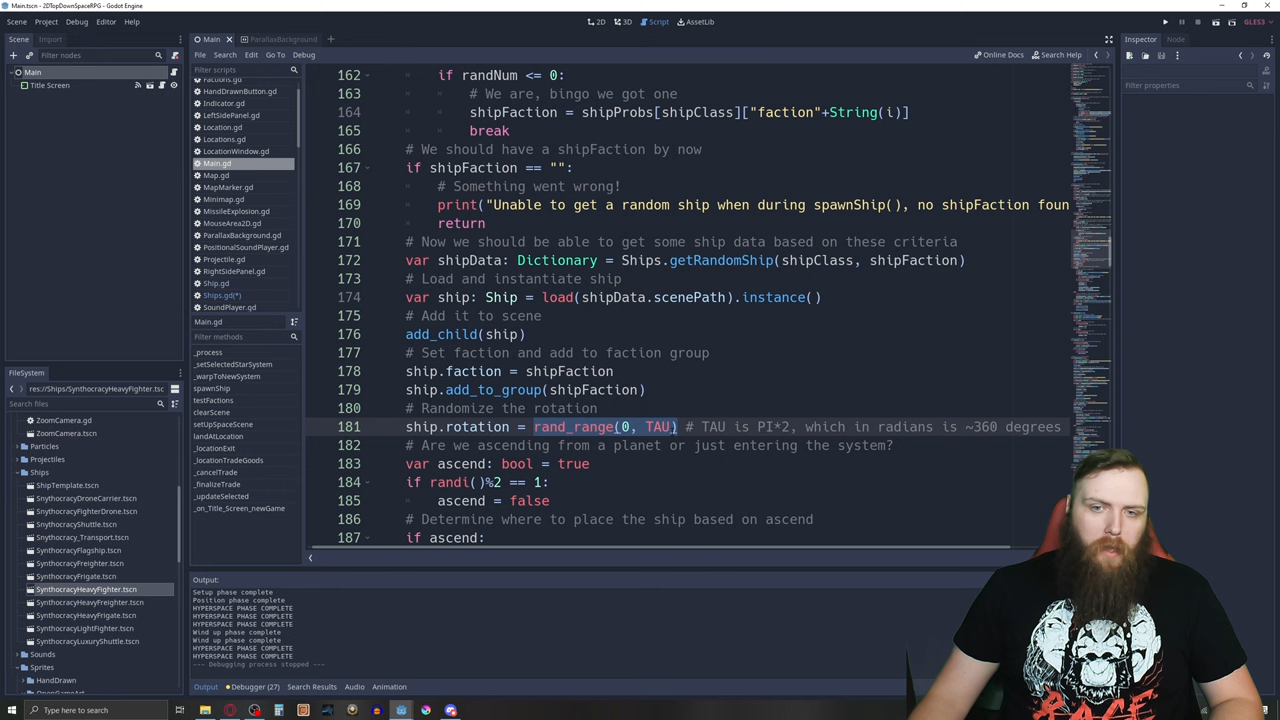 Main.tscn - 2DTopDownSpaceRPG - Godot Engine
Scene Project Debug Editor Help
2D 3D Script AssetLib
GLES3
Scene Import
Filter nodes
Main
Title Screen
Main ParallaxBackground
File Search Edit Go To Debug
Online Docs Search Help
Filter scripts
Factions.gd
HandDrawnButton.gd
Indicator.gd
LeftSidePanel.gd
Location.gd
Locations.gd
LocationWindow.gd
Main.gd
Map.gd
MapMarker.gd
Minimap.gd
MissileExplosion.gd
MouseArea2D.gd
ParallaxBackground.gd
PositionalSoundPlayer.gd
Projectile.gd
RightSidePanel.gd
Ship.gd
Ships.gd(*)
SoundPlayer.gd
Main.gd
Filter methods
_process
_setSelectedStarSystem
_warpToNewSystem
spawnShip
testFactions
clearScene
setUpSpaceScene
landAtLocation
_locationExit
_locationTradeGoods
_cancelTrade
_finalizeTrade
_updateSelected
_on_Title_Screen_newGame
162 if randNum <= 0:
163 # We are, bingo we got one
164 shipFaction = shipProbs[shipClass]["faction"+String(i)]
165 break
166 # We should have a shipFaction by now
167 if shipFaction == "":
168 # Something went wrong!
169 print("Unable to get a random ship when during spawnShip(), no shipFaction foun
170 return
171 # Now we should be able to get some ship data based on these criteria
172 var shipData: Dictionary = Ships.getRandomShip(shipClass, shipFaction)
173 # Load and instantiate ship
174 var ship: Ship = load(shipData.scenePath).instance()
175 # Add it to scene
176 add_child(ship)
177 # Set faction and add to faction group
178 ship.faction = shipFaction
179 ship.add_to_group(shipFaction)
180 # Randomize the rotation
181 ship.rotation = rand_range(0, TAU) # TAU is PI*2, which in radians is ~360 degrees
182 # Are we ascending from a planet or just entering the system?
183 var ascend: bool = true
184 if randi()%2 == 1:
185 ascend = false
186 # Determine where to place the ship based on ascend
187 if ascend:
Inspector Node
Filter properties
FileSystem
res://Ships/SynthocracyHeavyFighter.tsc
Search files
ZoomCamera.gd
ZoomCamera.tscn
Particles
Projectiles
Ships
ShipTemplate.tscn
SnythocracyDroneCarrier.tscn
SnythocracyFighterDrone.tscn
SnythocracyShuttle.tscn
Snythocracy_Transport.tscn
SynthocracyFlagship.tscn
SynthocracyFreighter.tscn
SynthocracyFrigate.tscn
SynthocracyHeavyFighter.tscn
SynthocracyHeavyFreighter.tscn
SynthocracyHeavyFrigate.tscn
SynthocracyLightFighter.tscn
SynthocracyLuxuryShuttle.tscn
Sounds
Sprites
HandDrawn
OpenGameArt
Output:
Setup phase complete
Position phase complete
HYPERSPACE PHASE COMPLETE
HYPERSPACE PHASE COMPLETE
HYPERSPACE PHASE COMPLETE
Wind up phase complete
Wind up phase complete
HYPERSPACE PHASE COMPLETE
HYPERSPACE PHASE COMPLETE
--- Debugging process stopped ---
Output Debugger (27) Search Results Audio Animation
Type here to search
RAGE